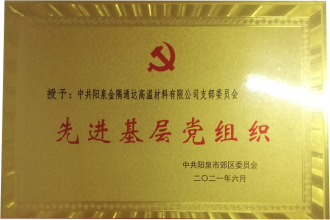 授予：中共阳泉金隅通达高温材料有限公司支部委员会
先进基层党组织
中共阳泉市郊区委员会
二〇二一年六月